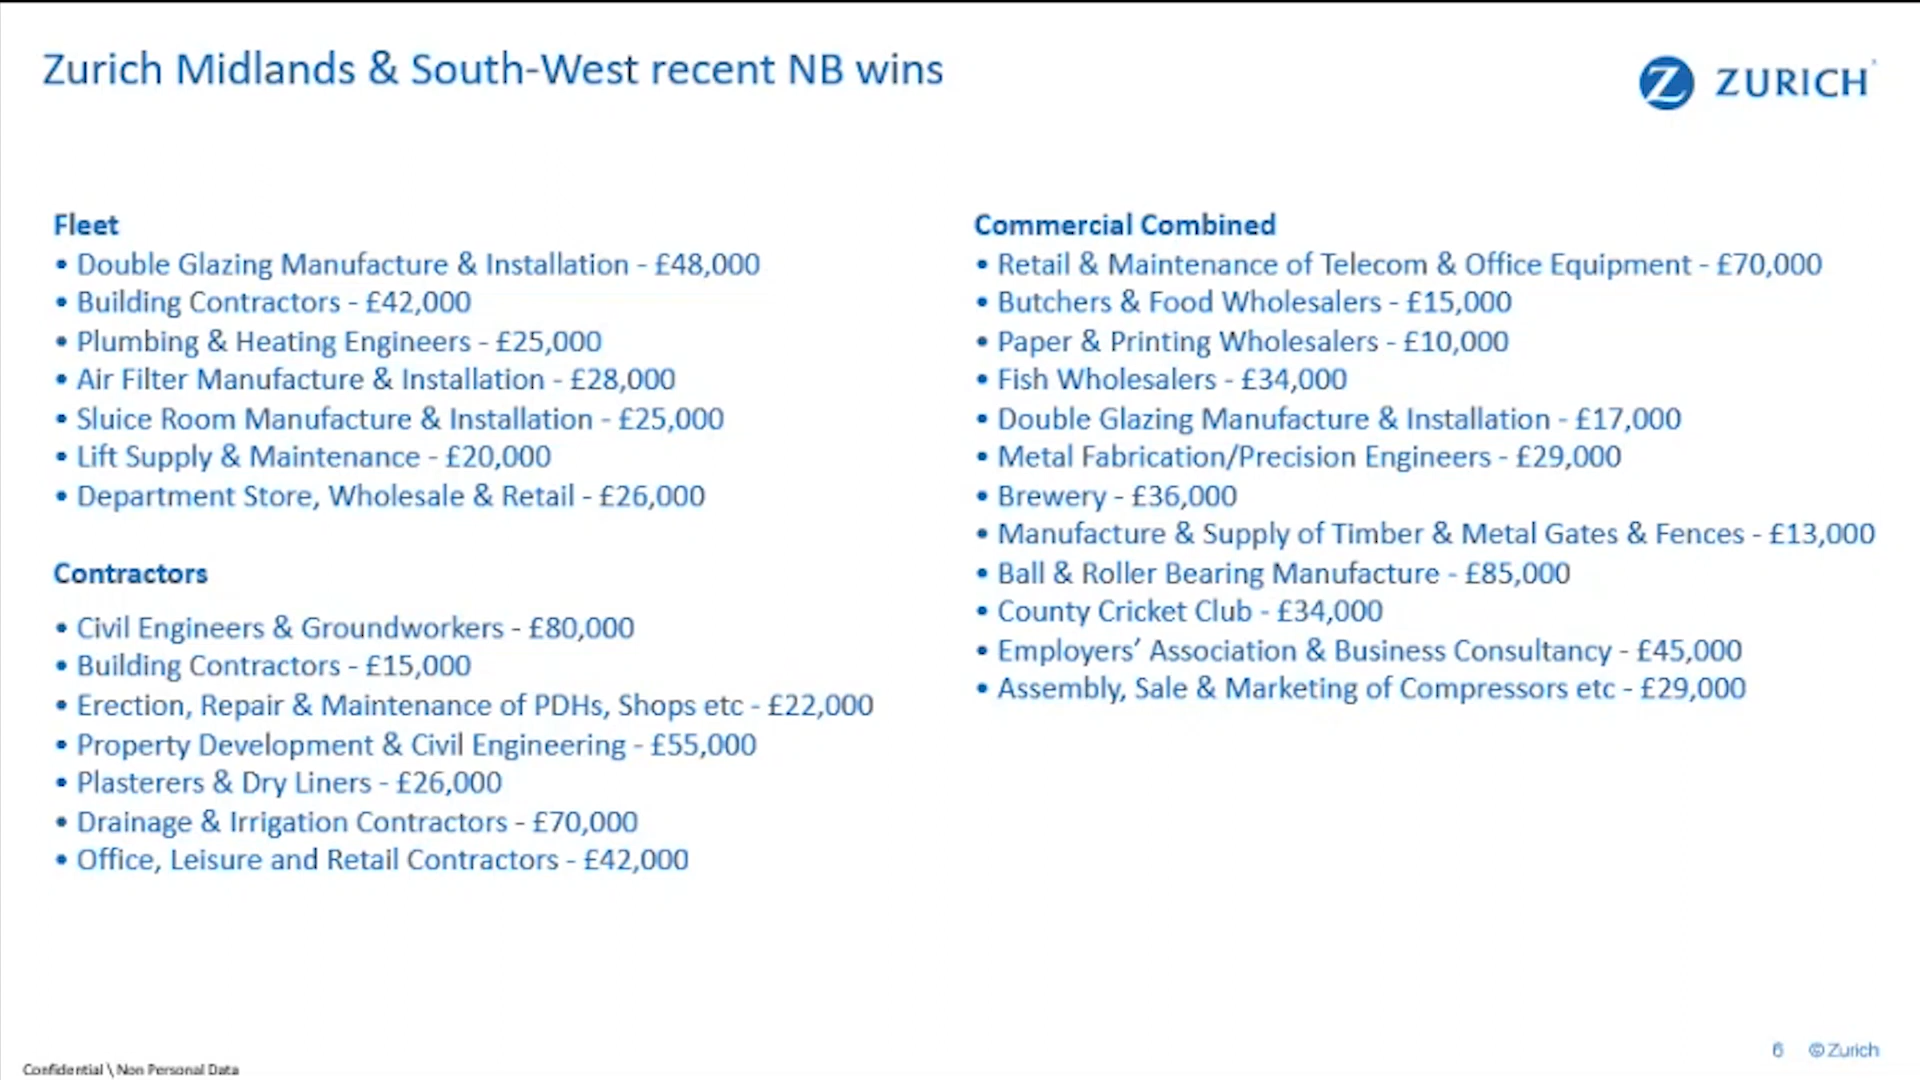 Zurich Midlands & South-West recent NB wins
ZURICH
Fleet
• Double Glazing Manufacture & Installation - £48,000
• Building Contractors - £42,000
• Plumbing & Heating Engineers - £25,000
• Air Filter Manufacture & Installation - £28,000
• Sluice Room Manufacture & Installation - £25,000
• Lift Supply & Maintenance - £20,000
• Department Store, Wholesale & Retail - £26,000
Contractors
• Civil Engineers & Groundworkers - £80,000
• Building Contractors - £15,000
• Erection, Repair & Maintenance of PDHs, Shops etc - £22,000
• Property Development & Civil Engineering - £55,000
• Plasterers & Dry Liners - £26,000
• Drainage & Irrigation Contractors - £70,000
• Office, Leisure and Retail Contractors - £42,000
Commercial Combined
• Retail & Maintenance of Telecom & Office Equipment - £70,000
• Butchers & Food Wholesalers - £15,000
• Paper & Printing Wholesalers - £10,000
• Fish Wholesalers - £34,000
• Double Glazing Manufacture & Installation - £17,000
• Metal Fabrication/Precision Engineers - £29,000
• Brewery - £36,000
• Manufacture & Supply of Timber & Metal Gates & Fences - £13,000
• Ball & Roller Bearing Manufacture - £85,000
• County Cricket Club - £34,000
• Employers’ Association & Business Consultancy - £45,000
• Assembly, Sale & Marketing of Compressors etc - £29,000
6 © Zurich
Confidential \ Non Personal Data